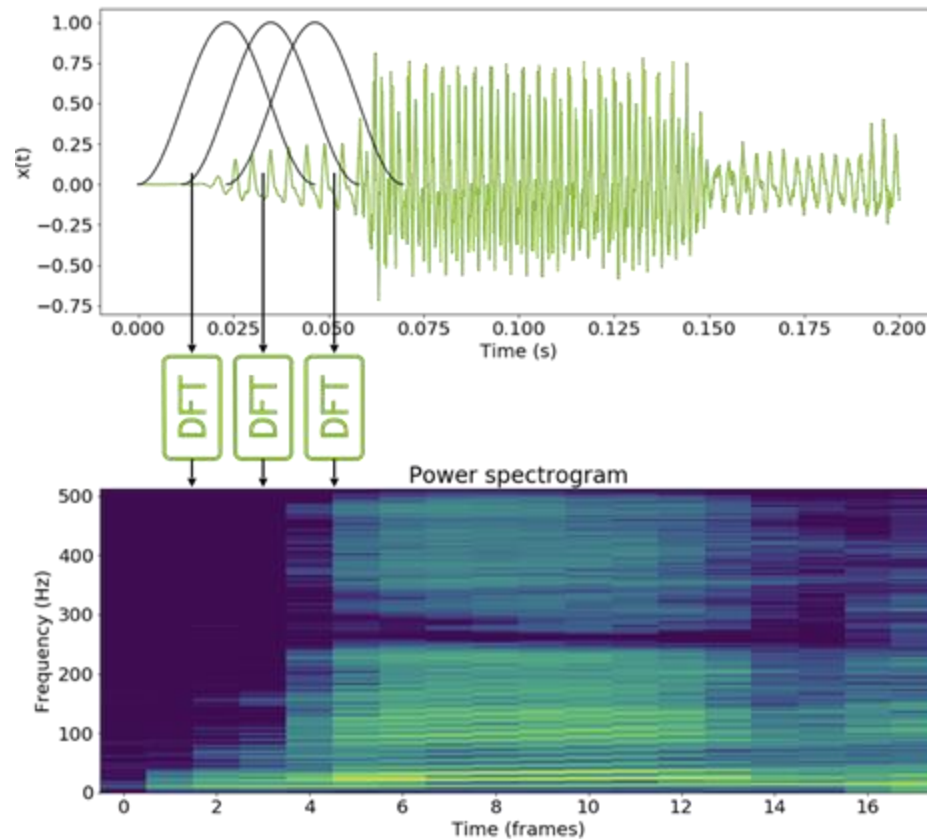 1.00
0.75
0.50
0.25
0.00
−0.25
−0.50
−0.75
x(t)
0.000 0.025 0.050 0.075 0.100 0.125 0.150 0.175 0.200
Time (s)
DFT DFT DFT
Power spectrogram
500
400
300
200
100
0
Frequency (Hz)
0 2 4 6 8 10 12 14 16
Time (frames)